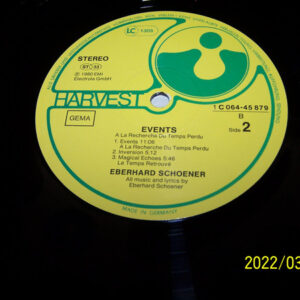 STEREO
ST 33
℗ 1980 EMI
Electrola GmbH
LC 1305
HARVEST
GEMA
1C 064-45 879
B
Side 2
EVENTS
A La Recherche Du Temps Perdu
1. Events 11:06
A La Recherche Du Temps Perdu
2. Inversion 5:12
3. Magical Echoes 5:46
Le Temps Retrouvé
EBERHARD SCHOENER
All music and lyrics by
Eberhard Schoener
MADE IN GERMANY
2022/03